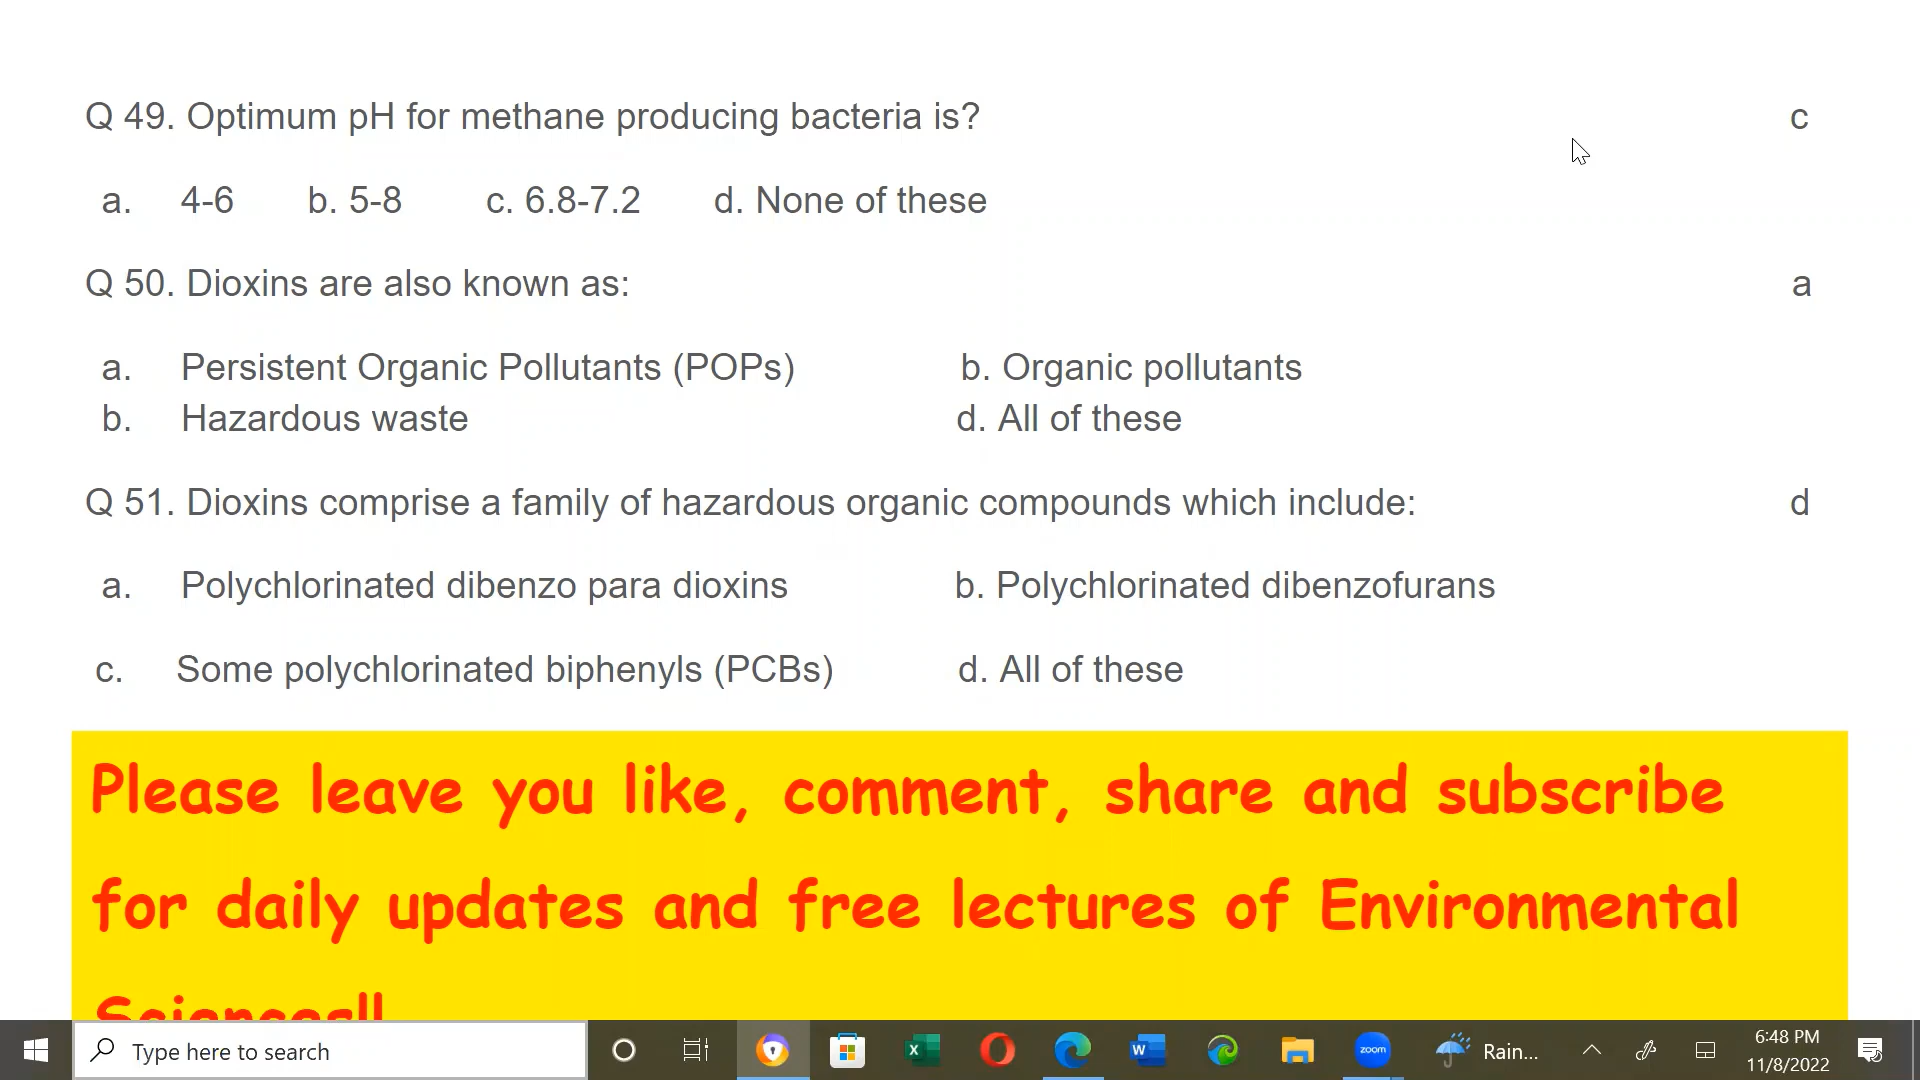 Q 49. Optimum pH for methane producing bacteria is? c
a. 4-6 b. 5-8 c. 6.8-7.2 d. None of these
Q 50. Dioxins are also known as: a
a. Persistent Organic Pollutants (POPs) b. Organic pollutants
b. Hazardous waste d. All of these
Q 51. Dioxins comprise a family of hazardous organic compounds which include: d
a. Polychlorinated dibenzo para dioxins b. Polychlorinated dibenzofurans
c. Some polychlorinated biphenyls (PCBs) d. All of these
Please leave you like, comment, share and subscribe
for daily updates and free lectures of Environmental
Sciences!!
Type here to search zoom Rain... 6:48 PM
11/8/2022